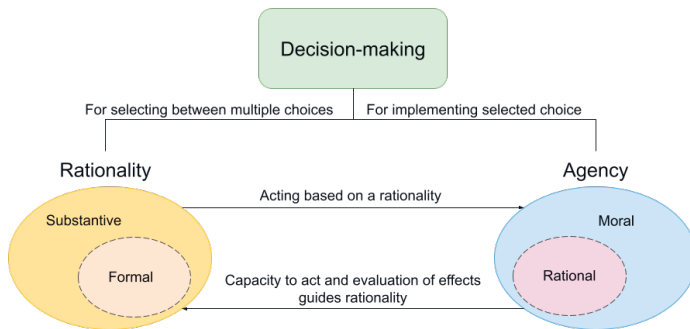 Decision-making
For selecting between multiple choices
For implementing selected choice
Rationality
Agency
Acting based on a rationality
Substantive
Moral
Formal
Rational
Capacity to act and evaluation of effects
guides rationality